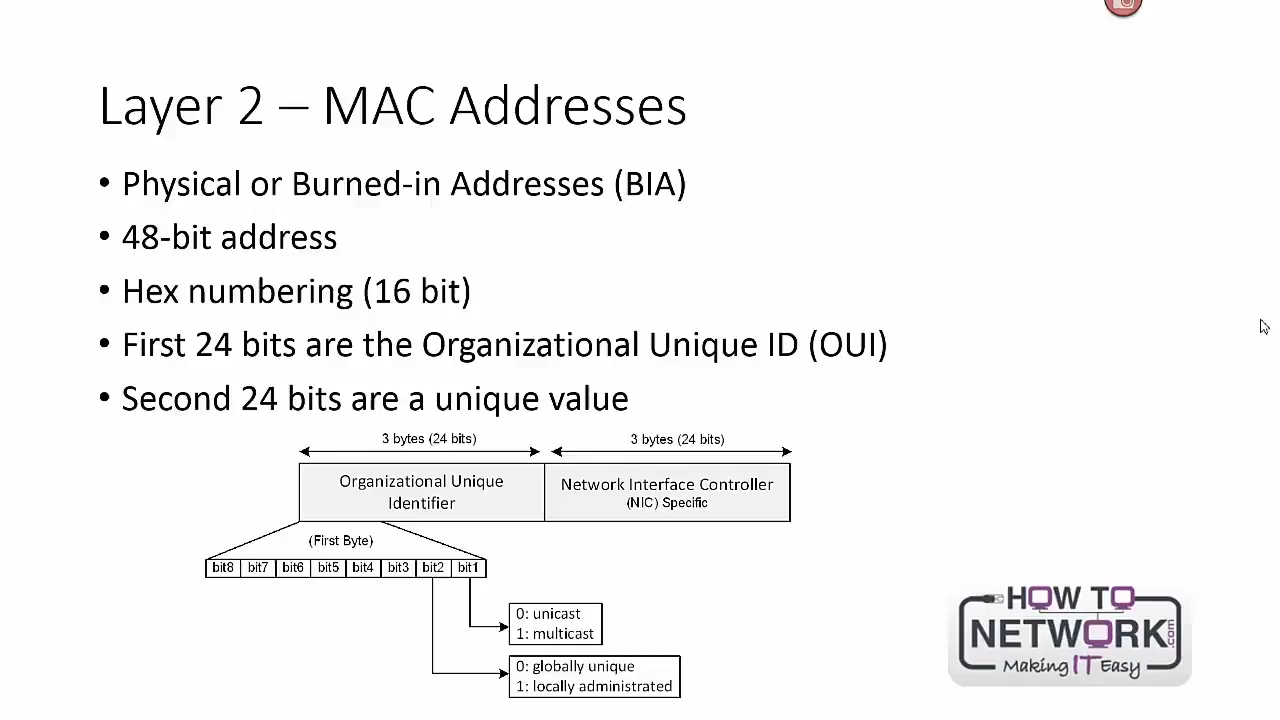 Layer 2 – MAC Addresses
• Physical or Burned-in Addresses (BIA)
• 48-bit address
• Hex numbering (16 bit)
• First 24 bits are the Organizational Unique ID (OUI)
• Second 24 bits are a unique value
3 bytes (24 bits)
3 bytes (24 bits)
Organizational Unique
Identifier
Network Interface Controller
(NIC) Specific
(First Byte)
bit8 bit7 bit6 bit5 bit4 bit3 bit2 bit1
0: unicast
1: multicast
0: globally unique
1: locally administrated
HOW TO
NETWORK.com
Making IT Easy